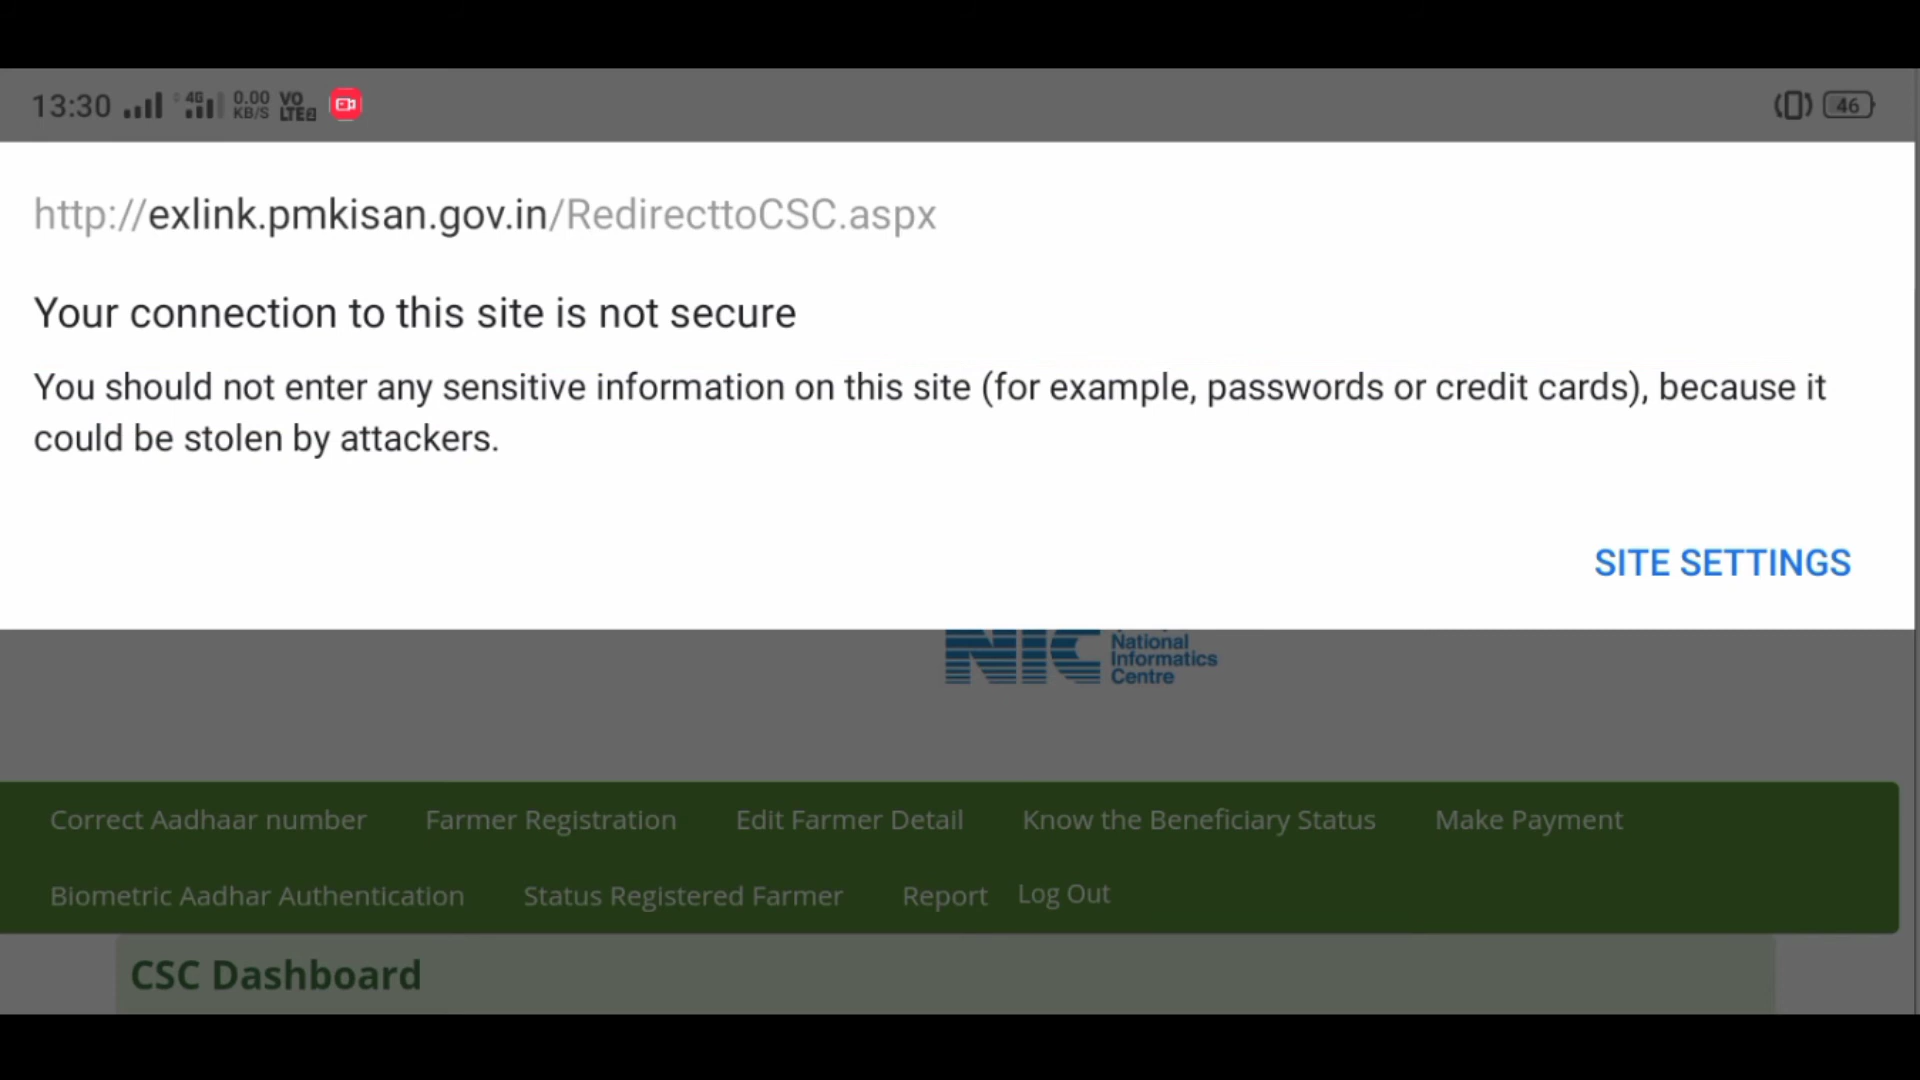 13:30 4G 0.00 KB/S VO LTE2 46
http://exlink.pmkisan.gov.in/RedirecttoCSC.aspx
Your connection to this site is not secure
You should not enter any sensitive information on this site (for example, passwords or credit cards), because it
could be stolen by attackers.
SITE SETTINGS
NIC National
Informatics
Centre
Correct Aadhaar number Farmer Registration Edit Farmer Detail Know the Beneficiary Status Make Payment
Biometric Aadhar Authentication Status Registered Farmer Report Log Out
CSC Dashboard